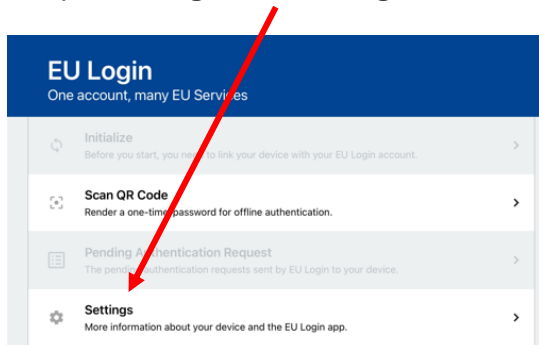 EU Login
One account, many EU Services
Initialize
Before you start, you need to link your device with your EU Login account.
Scan QR Code
Render a one-time password for offline authentication.
Pending Authentication Request
The pending authentication requests sent by EU Login to your device.
Settings
More information about your device and the EU Login app.